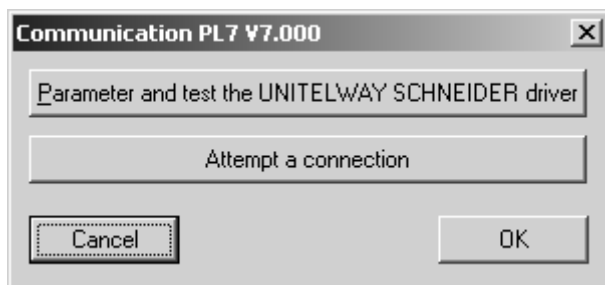 Communication PL7 V7.000
Parameter and test the UNITELWAY SCHNEIDER driver
Attempt a connection
Cancel
OK